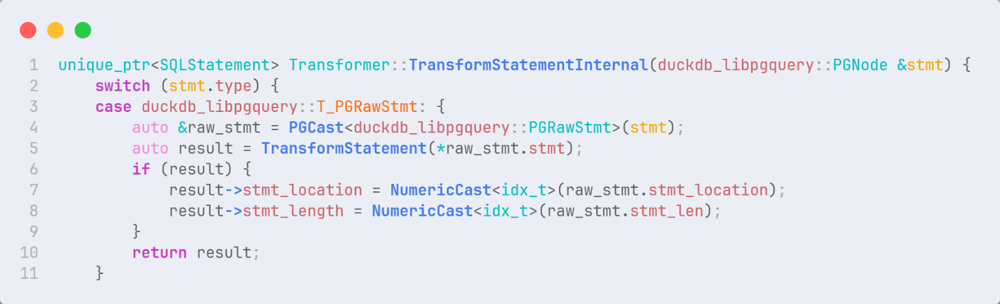 1 unique_ptr<SQLStatement> Transformer::TransformStatementInternal(duckdb_libpgquery::PGNode &stmt) {
2     switch (stmt.type) {
3     case duckdb_libpgquery::T_PGRawStmt: {
4         auto &raw_stmt = PGCast<duckdb_libpgquery::PGRawStmt>(stmt);
5         auto result = TransformStatement(*raw_stmt.stmt);
6         if (result) {
7             result->stmt_location = NumericCast<idx_t>(raw_stmt.stmt_location);
8             result->stmt_length = NumericCast<idx_t>(raw_stmt.stmt_len);
9         }
10         return result;
11     }